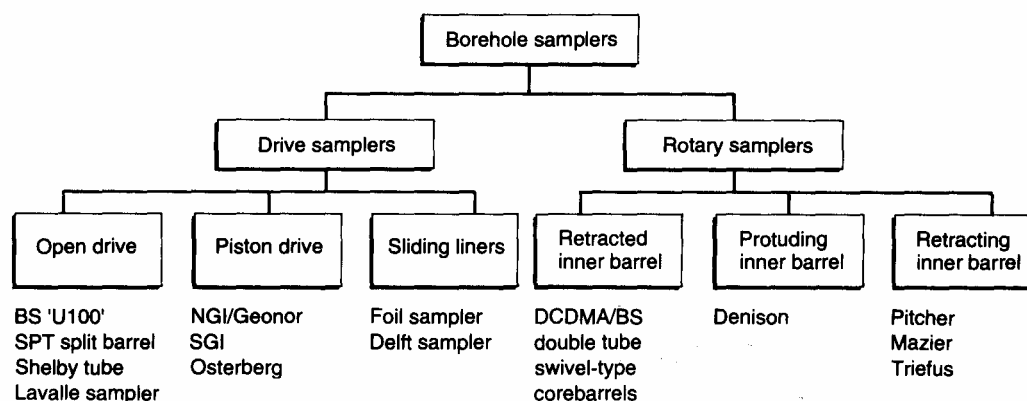 Borehole samplers
Drive samplers
Rotary samplers
Open drive
Piston drive
Sliding liners
Retracted
inner barrel
Protuding
inner barrel
Retracting
inner barrel
BS 'U100'
SPT split barrel
Shelby tube
Lavalle sampler
NGI/Geonor
SGI
Osterberg
Foil sampler
Delft sampler
DCDMA/BS
double tube
swivel-type
corebarrels
Denison
Pitcher
Mazier
Triefus